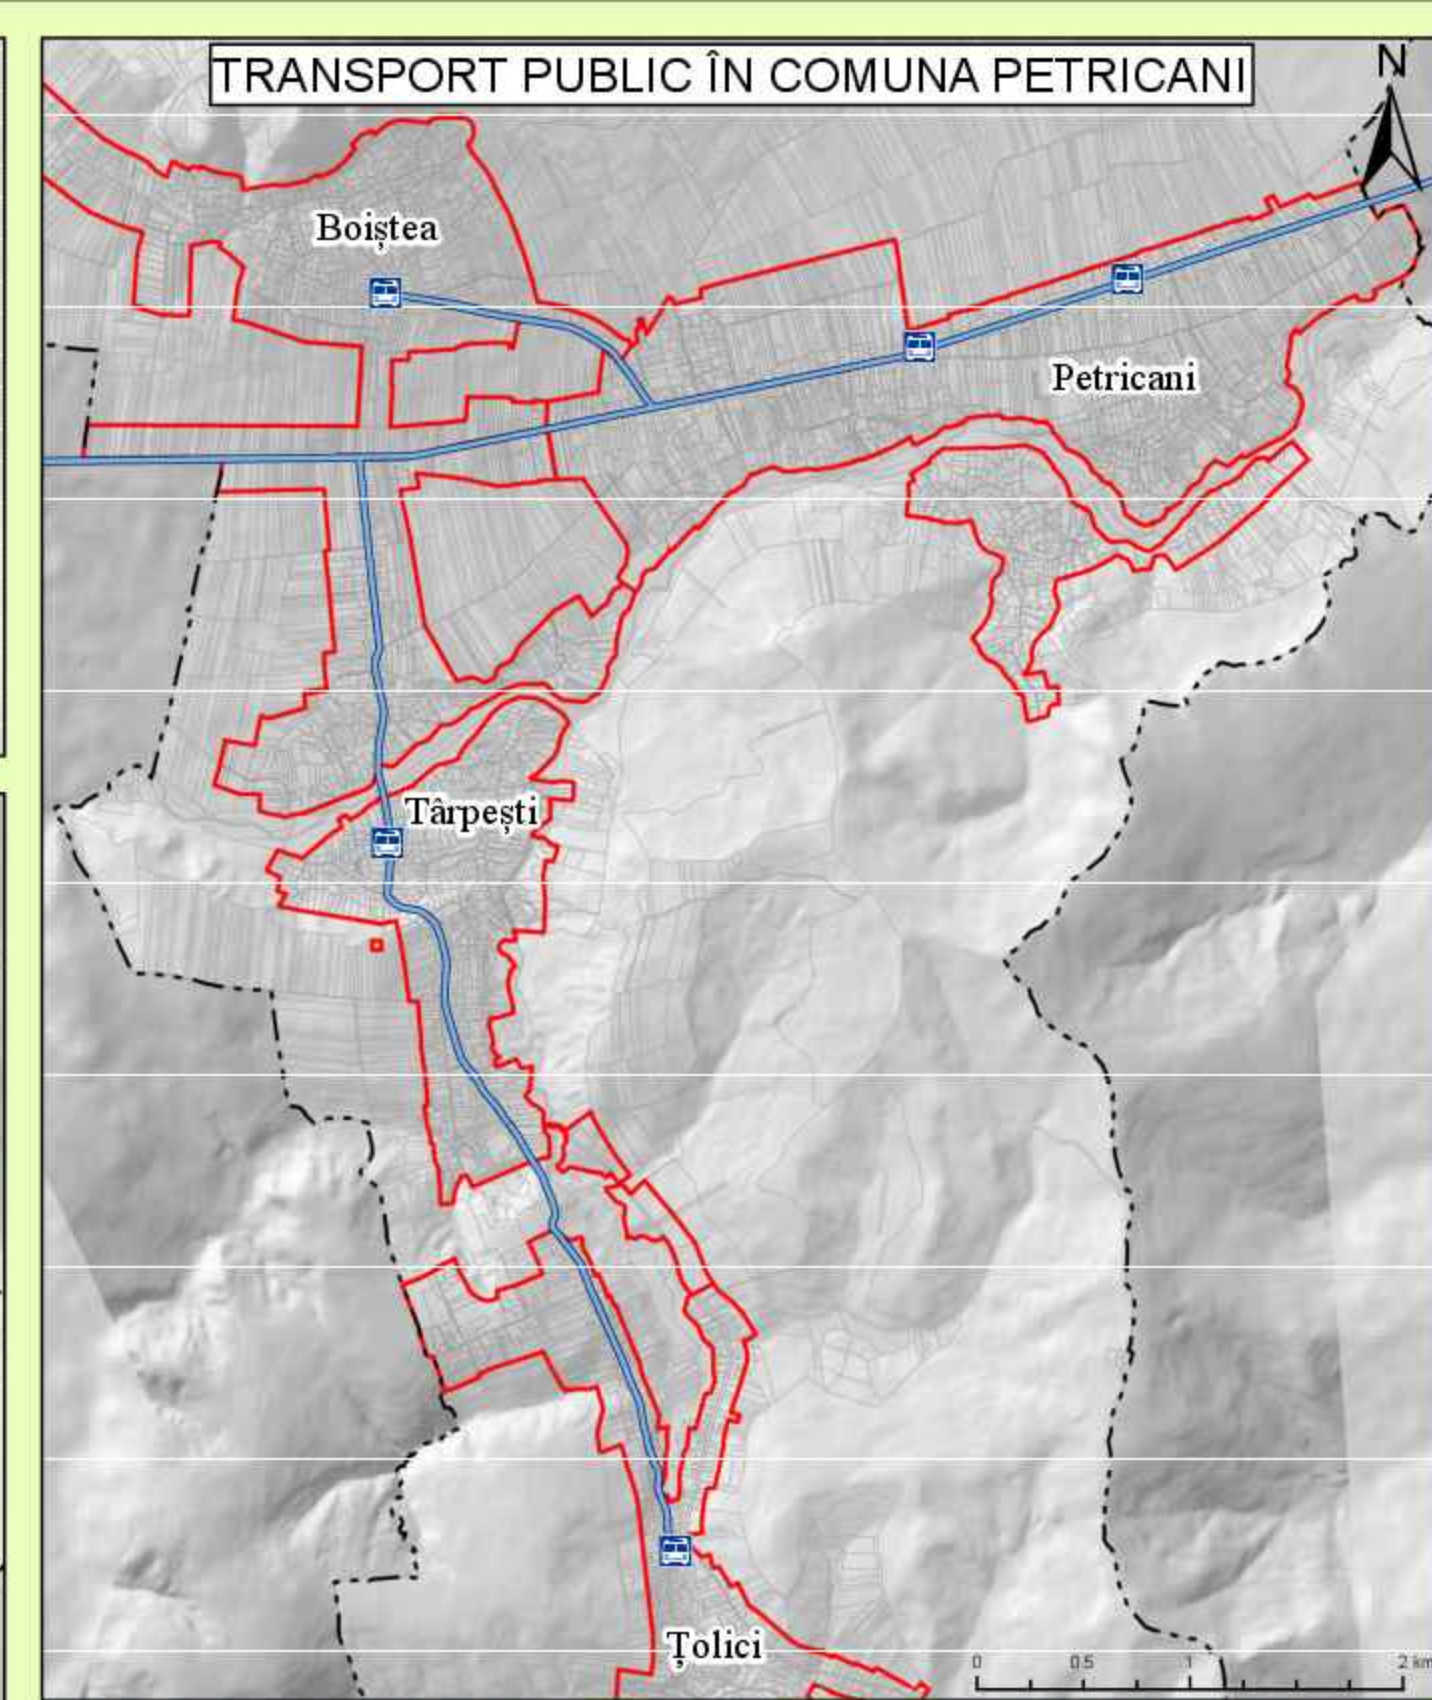 TRANSPORT PUBLIC ÎN COMUNA PETRICANI
N
Boiștea
Petricani
Târpești
Țolici
0 0.5 1 2 km